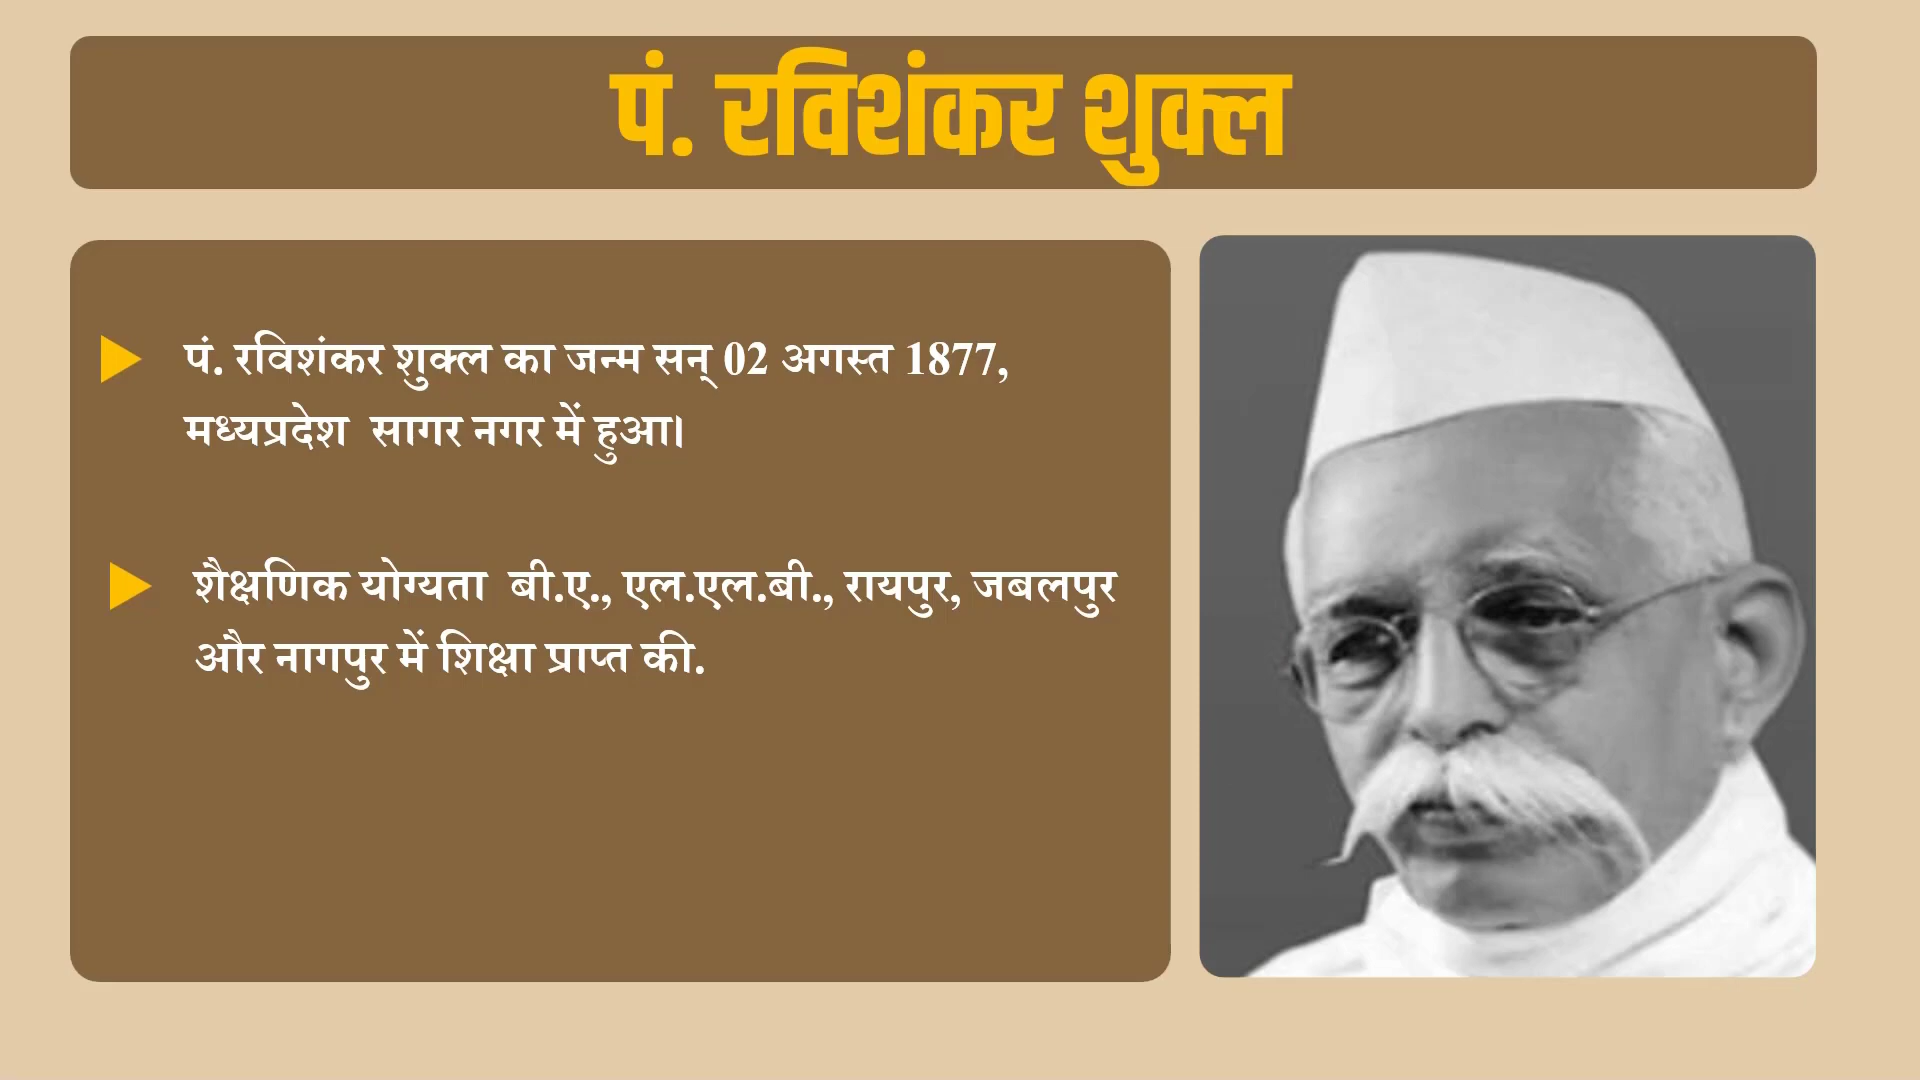 पं. रविशंकर शुक्ल
पं. रविशंकर शुक्ल का जन्म सन् 02 अगस्त 1877,
मध्यप्रदेश सागर नगर में हुआ।
शैक्षणिक योग्यता बी.ए., एल.एल.बी., रायपुर, जबलपुर
और नागपुर में शिक्षा प्राप्त की.